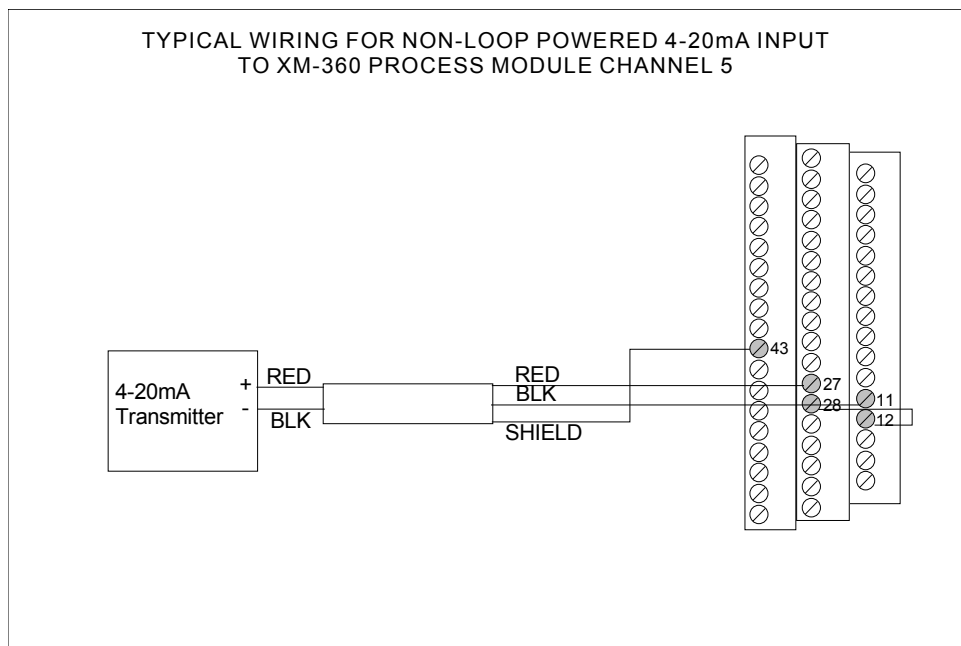 TYPICAL WIRING FOR NON-LOOP POWERED 4-20mA INPUT
TO XM-360 PROCESS MODULE CHANNEL 5
43
4-20mA
Transmitter
+
-
RED
BLK
RED
BLK
SHIELD
27
28
11
12